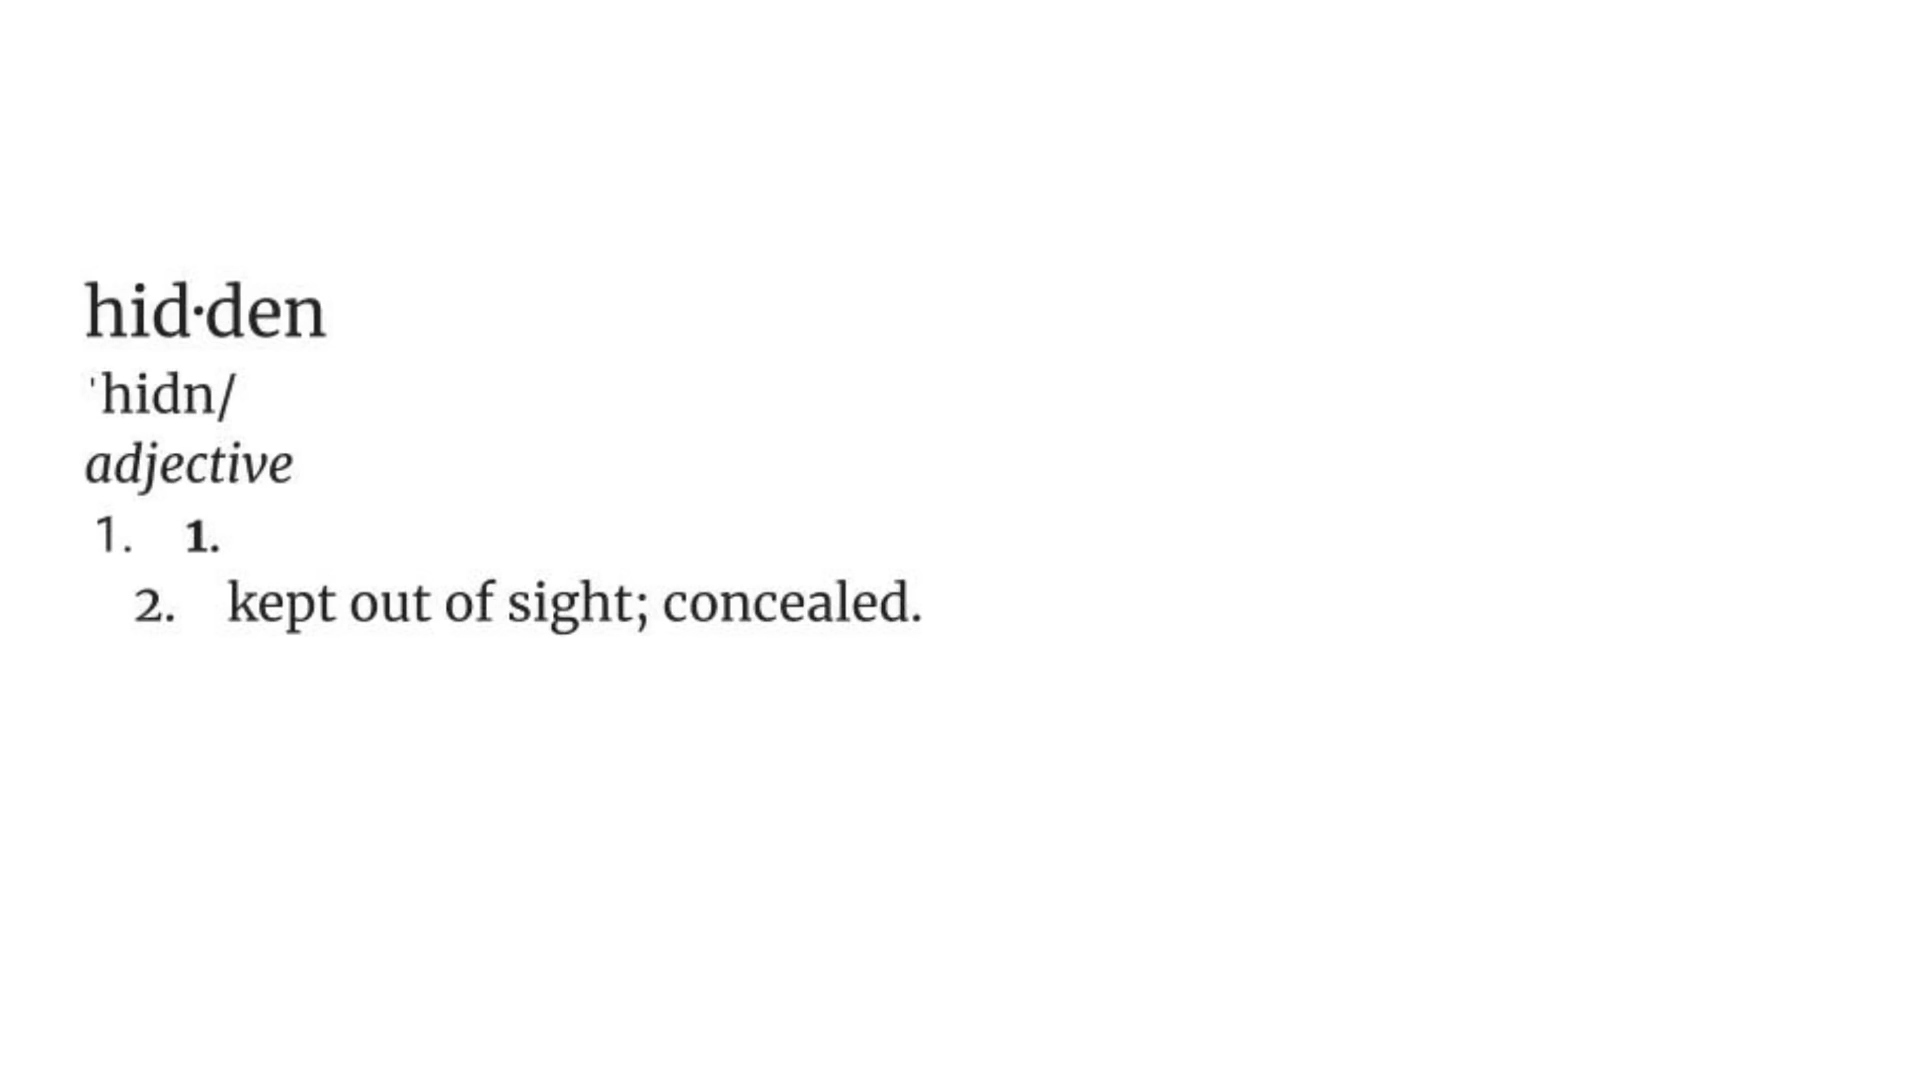 hid·den
ˈhidn/
adjective
1. 1.
2. kept out of sight; concealed.